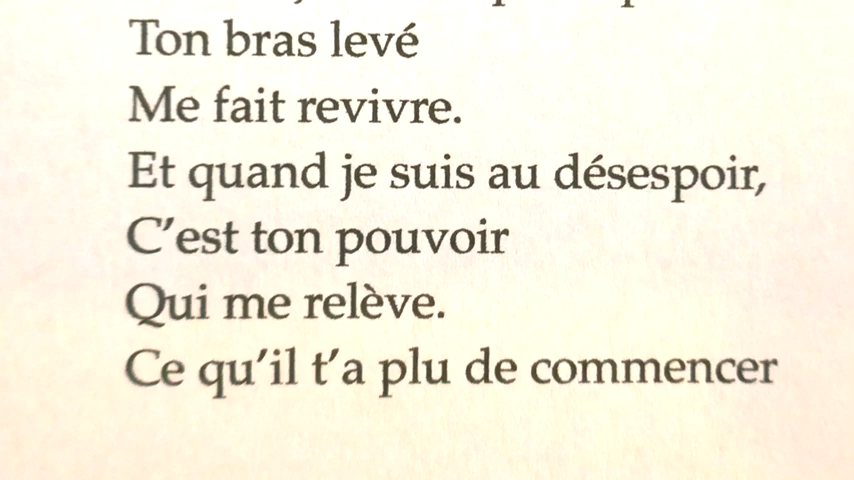 Ton bras levé
Me fait revivre.
Et quand je suis au désespoir,
C'est ton pouvoir
Qui me relève.
Ce qu'il t'a plu de commencer